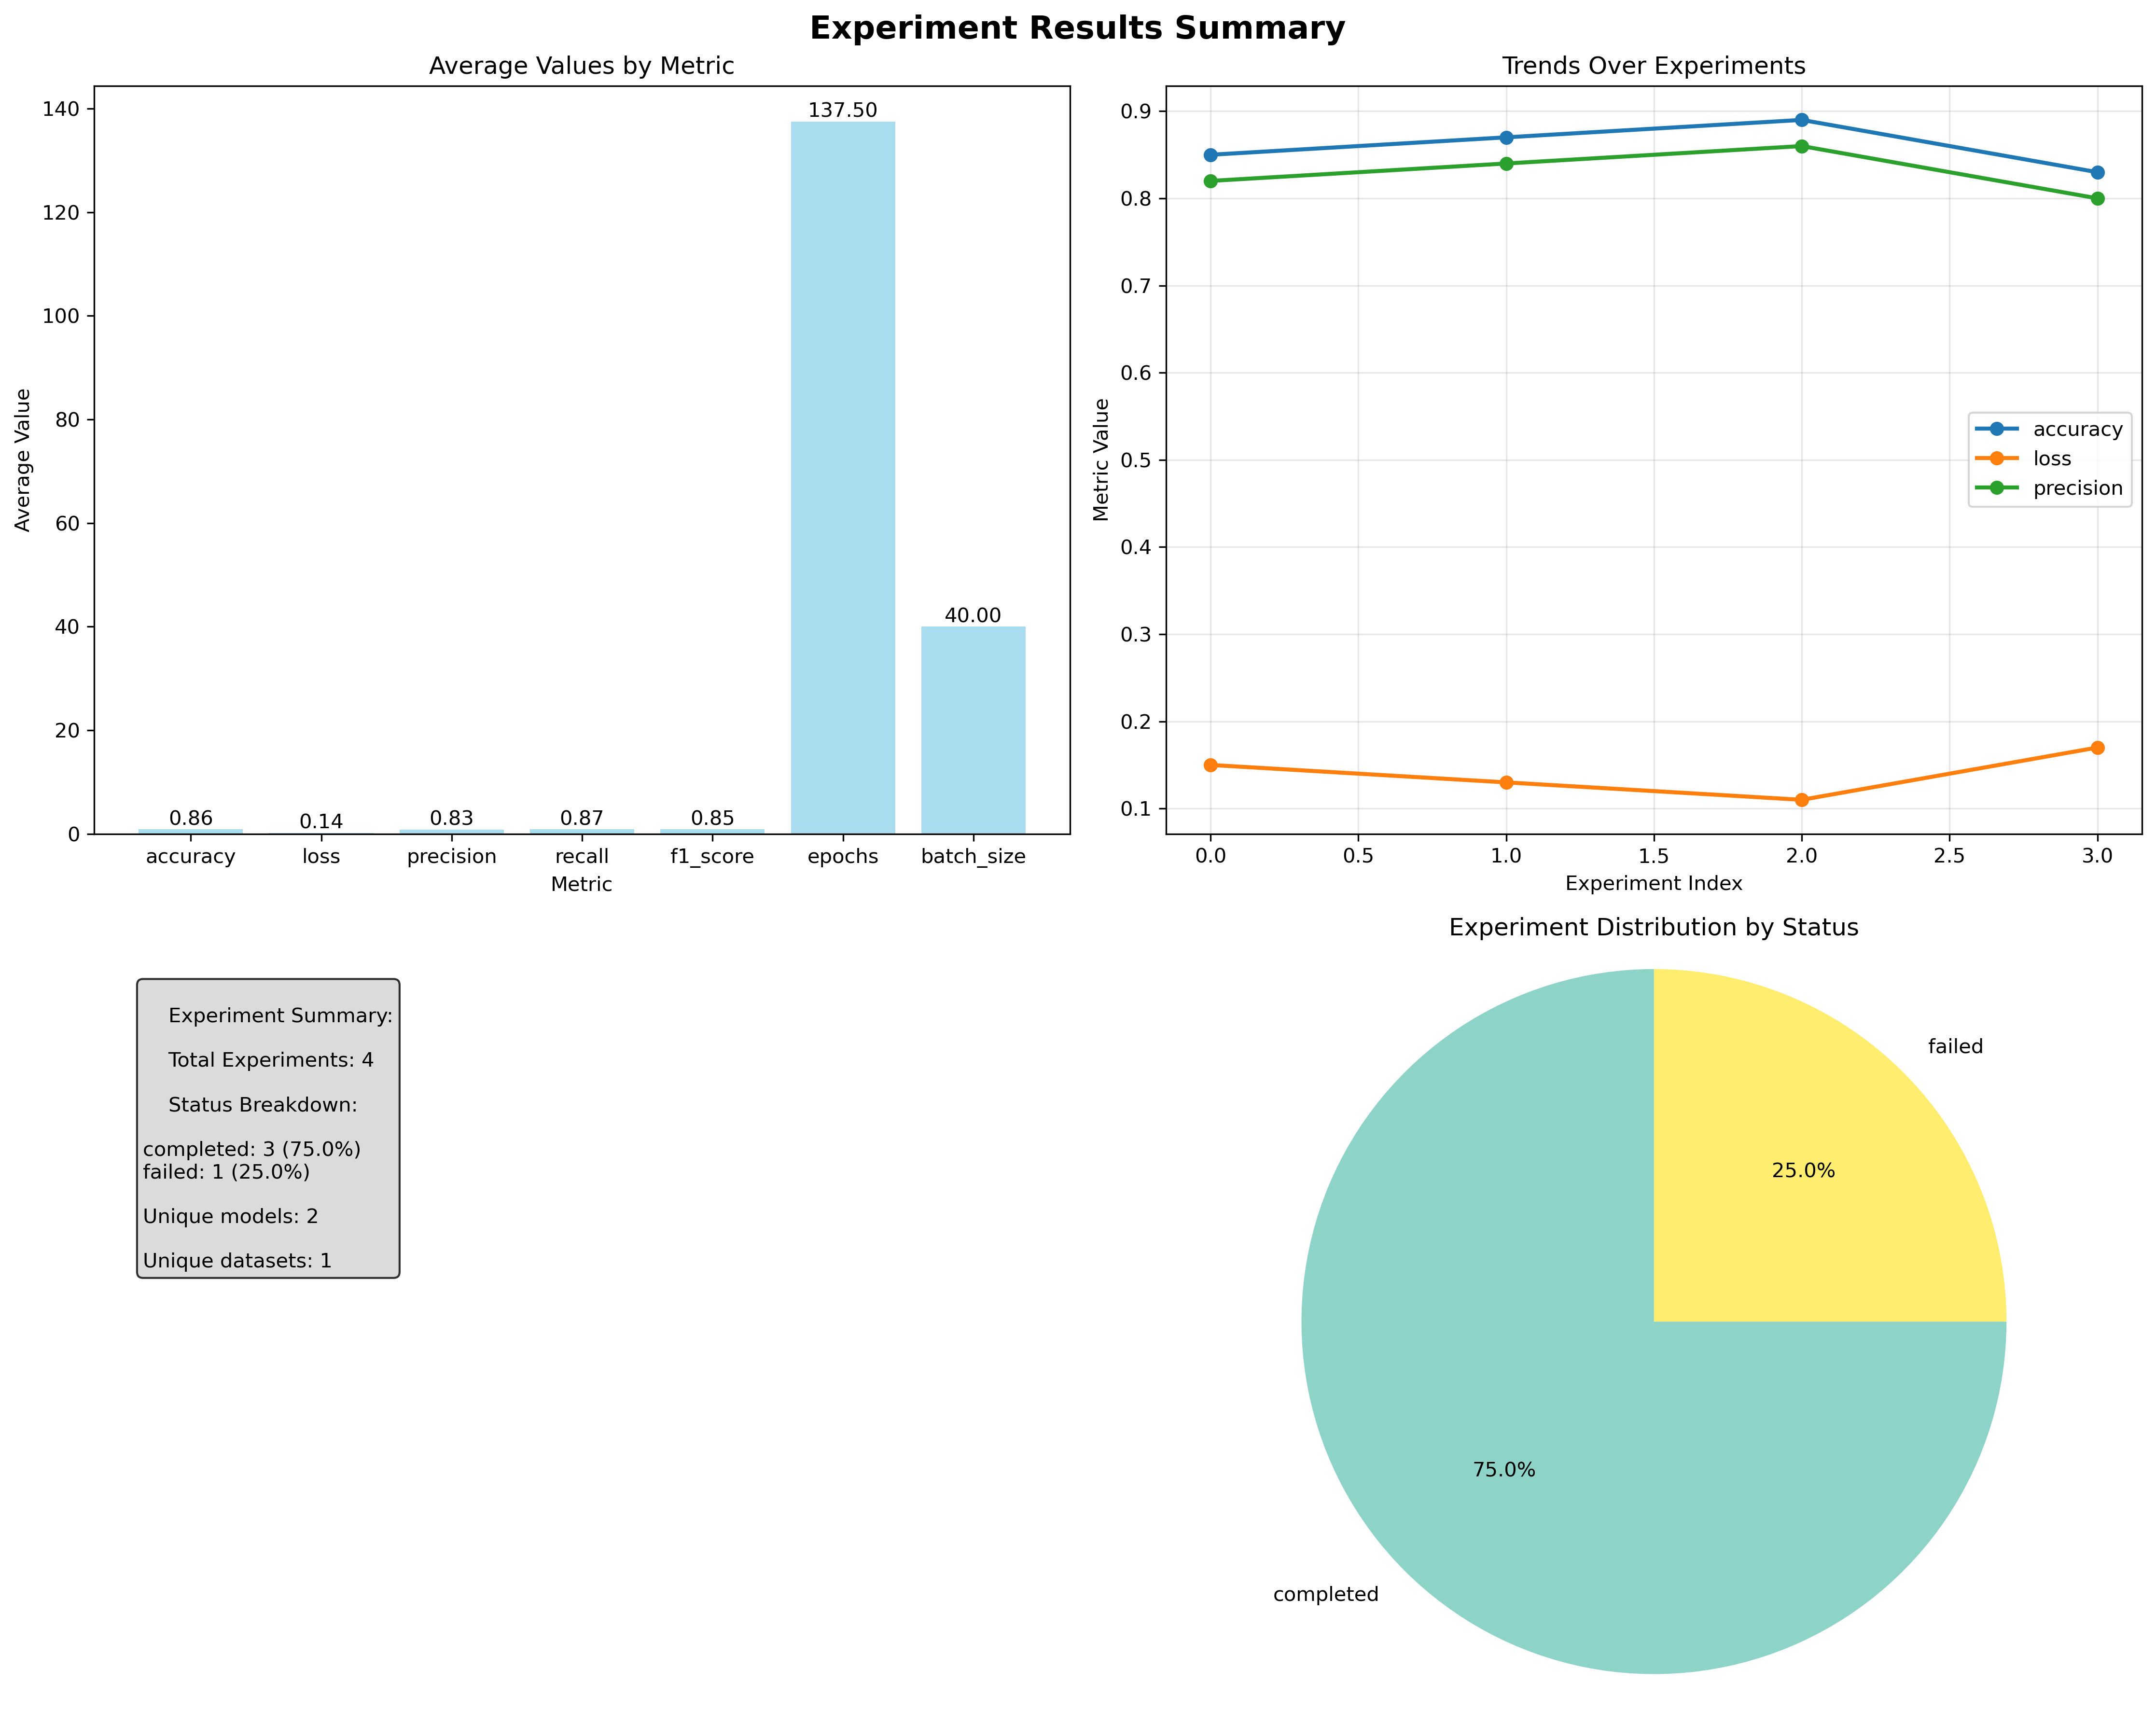 Experiment Results Summary
Average Values by Metric
140
120
100
80
60
40
20
0
Average Value
0.86
0.14
0.83
0.87
0.85
137.50
40.00
accuracy
loss
precision
recall
f1_score
epochs
batch_size
Metric
Trends Over Experiments
0.9
0.8
0.7
0.6
0.5
0.4
0.3
0.2
0.1
Metric Value
accuracy
loss
precision
0.0
0.5
1.0
1.5
2.0
2.5
3.0
Experiment Index
Experiment Summary:
Total Experiments: 4
Status Breakdown:
completed: 3 (75.0%)
failed: 1 (25.0%)
Unique models: 2
Unique datasets: 1
Experiment Distribution by Status
failed
25.0%
75.0%
completed